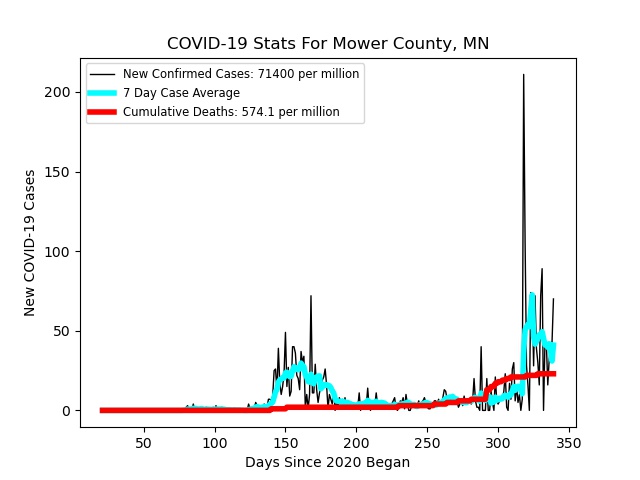 COVID-19 Stats For Mower County, MN
New Confirmed Cases: 71400 per million
7 Day Case Average
Cumulative Deaths: 574.1 per million
New COVID-19 Cases
200
150
100
50
0
50 100 150 200 250 300 350
Days Since 2020 Began